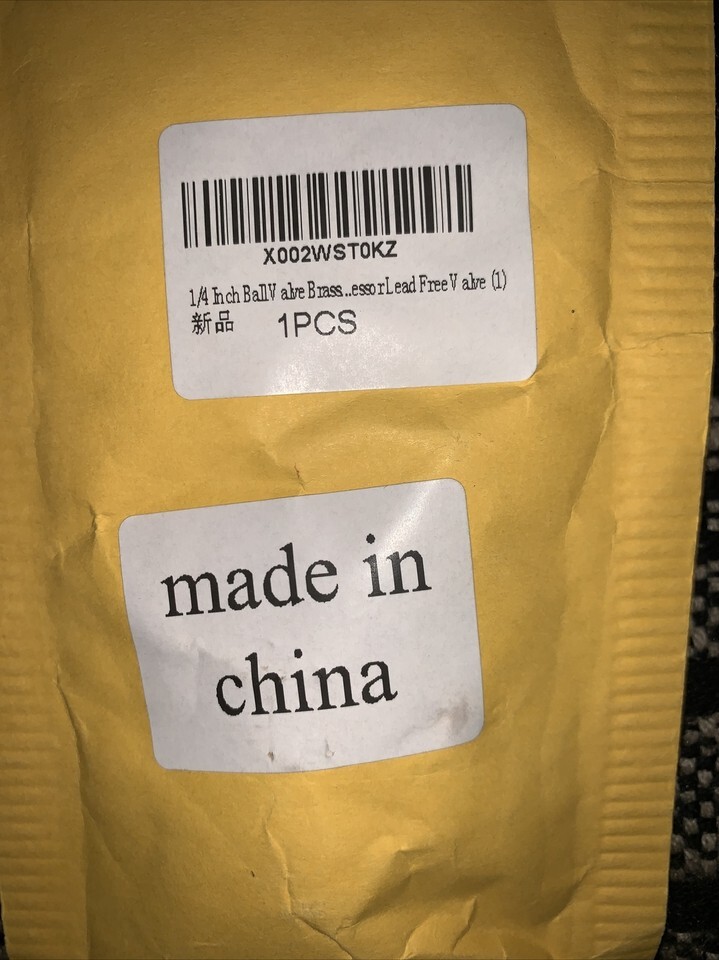 X002WST0KZ
1/4 Inch Ball Valve Brass...essor Lead Free Valve (1)
新品 1PCS
made in
china